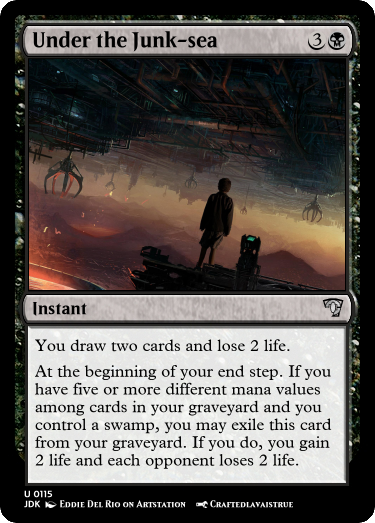 Under the Junk-sea 3
Instant
You draw two cards and lose 2 life.
At the beginning of your end step. If you
have five or more different mana values
among cards in your graveyard and you
control a swamp, you may exile this card
from your graveyard. If you do, you gain
2 life and each opponent loses 2 life.
U 0115
JDK Eddie Del Rio on Artstation Craftedlavaistrue